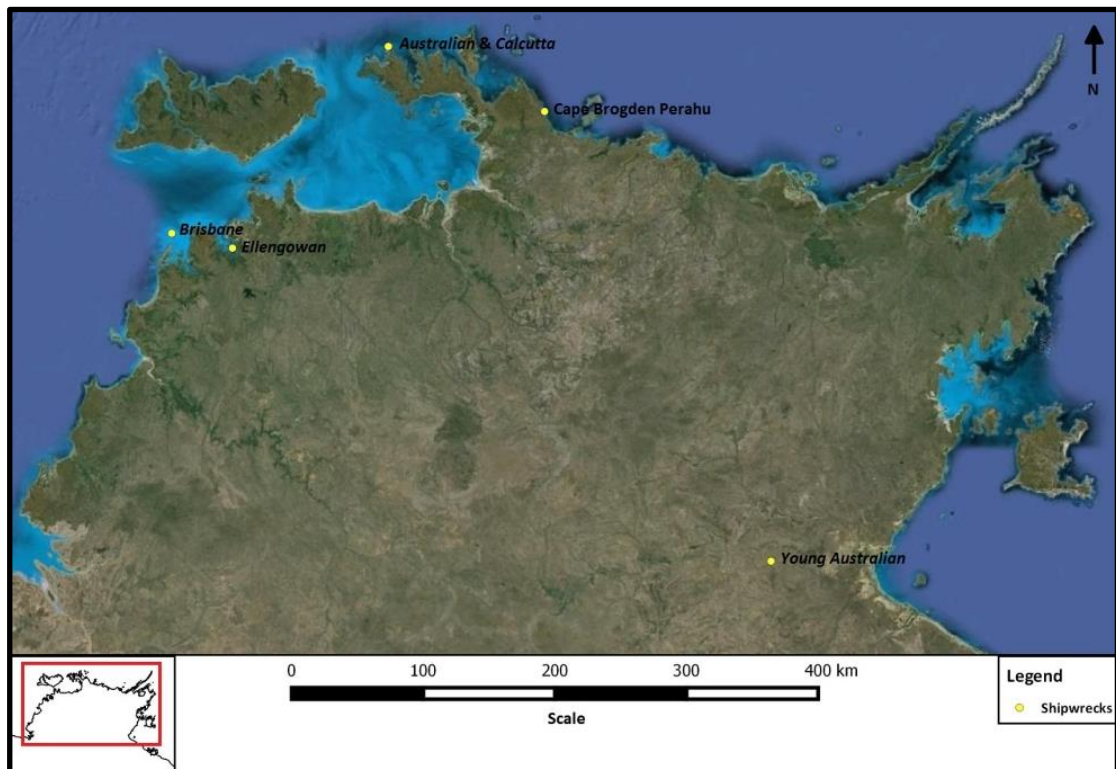 Australian & Calcutta
N
Cape Brogden Perahu
Brisbane
Ellengowan
Young Australian
0 100 200 300 400 km
Scale
Legend
Shipwrecks